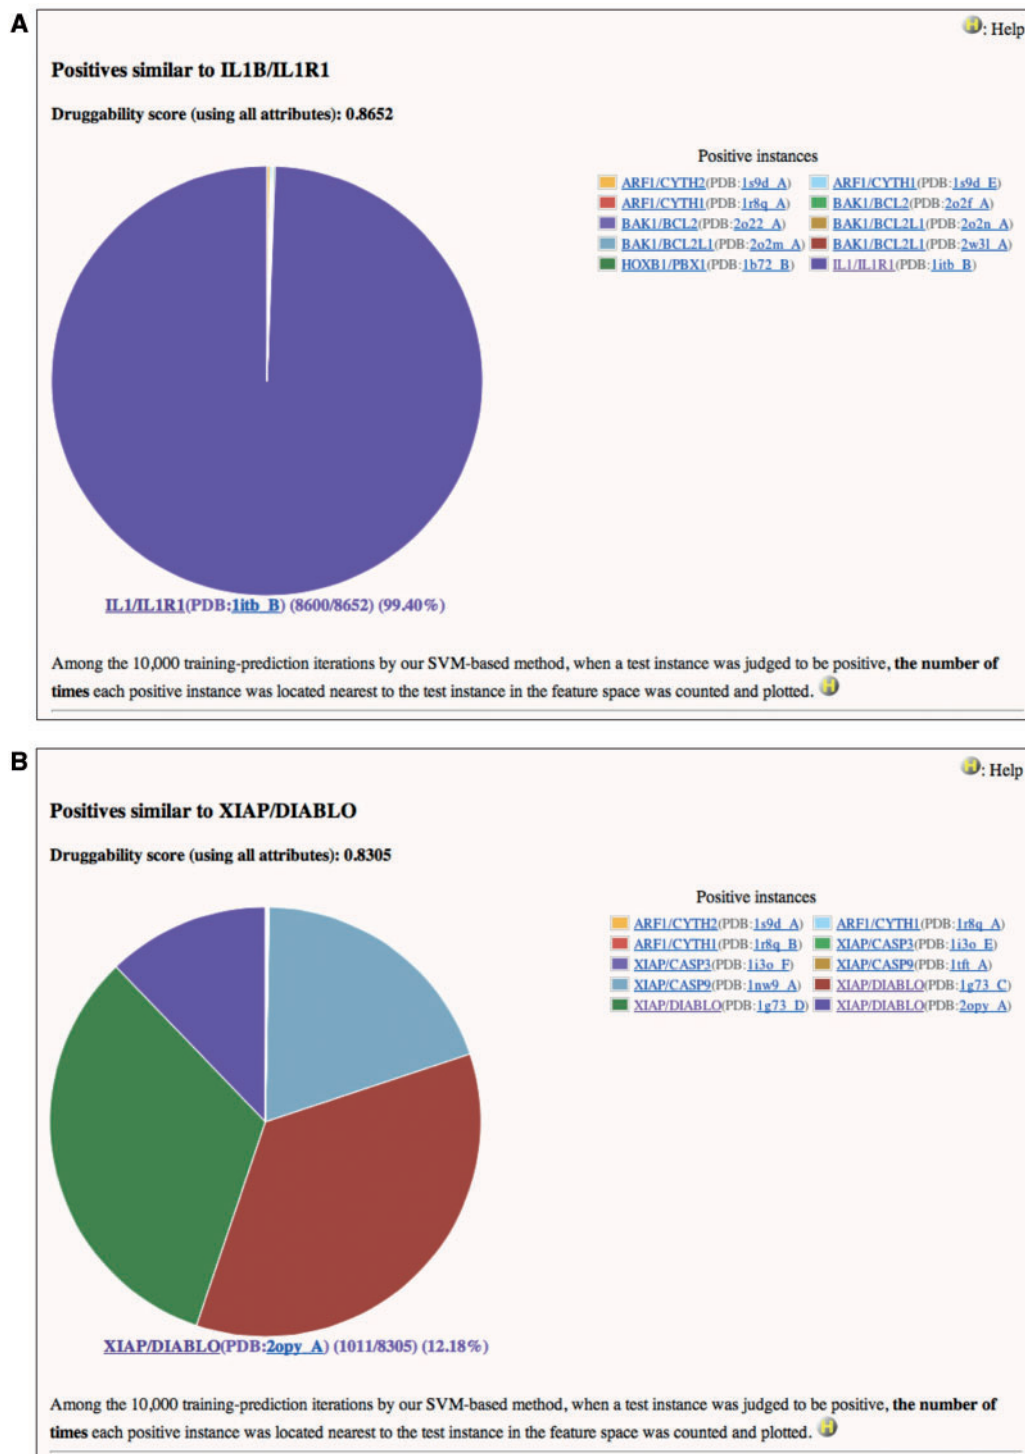 A
: Help
Positives similar to IL1B/IL1R1
Druggability score (using all attributes): 0.8652
Positive instances
ARF1/CYTH2(PDB:1s9d_A) ARF1/CYTH1(PDB:1s9d_E)
ARF1/CYTH1(PDB:1r8q_A) BAK1/BCL2(PDB:2o2f_A)
BAK1/BCL2(PDB:2o22_A) BAK1/BCL2L1(PDB:2o2n_A)
BAK1/BCL2L1(PDB:2o2m_A) BAK1/BCL2L1(PDB:2w3l_A)
HOXB1/PBX1(PDB:1b72_B) IL1/IL1R1(PDB:1itb_B)
IL1/IL1R1(PDB:1itb_B) (8600/8652) (99.40%)
Among the 10,000 training-prediction iterations by our SVM-based method, when a test instance was judged to be positive, the number of
times each positive instance was located nearest to the test instance in the feature space was counted and plotted. H
B
: Help
Positives similar to XIAP/DIABLO
Druggability score (using all attributes): 0.8305
Positive instances
ARF1/CYTH2(PDB:1s9d_A) ARF1/CYTH1(PDB:1r8q_A)
ARF1/CYTH1(PDB:1r8q_B) XIAP/CASP3(PDB:1i3o_E)
XIAP/CASP3(PDB:1i3o_F) XIAP/CASP9(PDB:1tft_A)
XIAP/CASP9(PDB:1nw9_A) XIAP/DIABLO(PDB:1g73_C)
XIAP/DIABLO(PDB:1g73_D) XIAP/DIABLO(PDB:2opy_A)
XIAP/DIABLO(PDB:2opy_A) (1011/8305) (12.18%)
Among the 10,000 training-prediction iterations by our SVM-based method, when a test instance was judged to be positive, the number of
times each positive instance was located nearest to the test instance in the feature space was counted and plotted. H